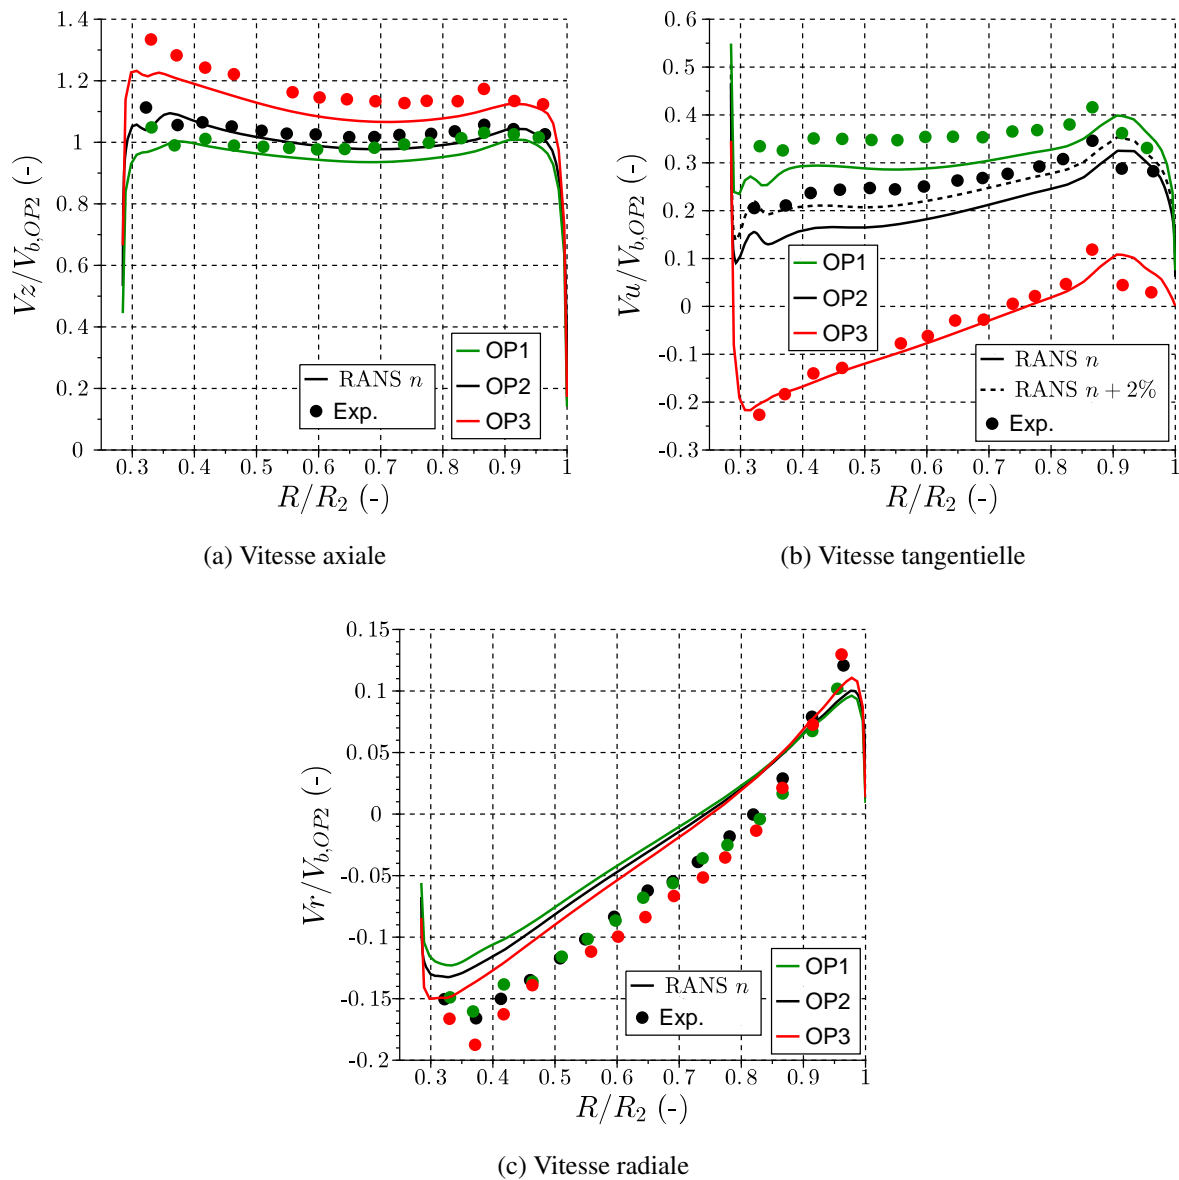 1.4
1.2
1
0.8
0.6
0.4
0.2
0
0.3 0.4 0.5 0.6 0.7 0.8 0.9 1
Vz/V_{b,OP2} (-)
R/R_2 (-)
RANS n
Exp.
OP1
OP2
OP3
(a) Vitesse axiale
0.6
0.5
0.4
0.3
0.2
0.1
0
-0.1
-0.2
-0.3
0.3 0.4 0.5 0.6 0.7 0.8 0.9 1
Vu/V_{b,OP2} (-)
R/R_2 (-)
OP1
OP2
OP3
RANS n
RANS n + 2%
Exp.
(b) Vitesse tangentielle
0.15
0.1
0.05
0
-0.05
-0.1
-0.15
-0.2
0.3 0.4 0.5 0.6 0.7 0.8 0.9 1
Vr/V_{b,OP2} (-)
R/R_2 (-)
RANS n
Exp.
OP1
OP2
OP3
(c) Vitesse radiale